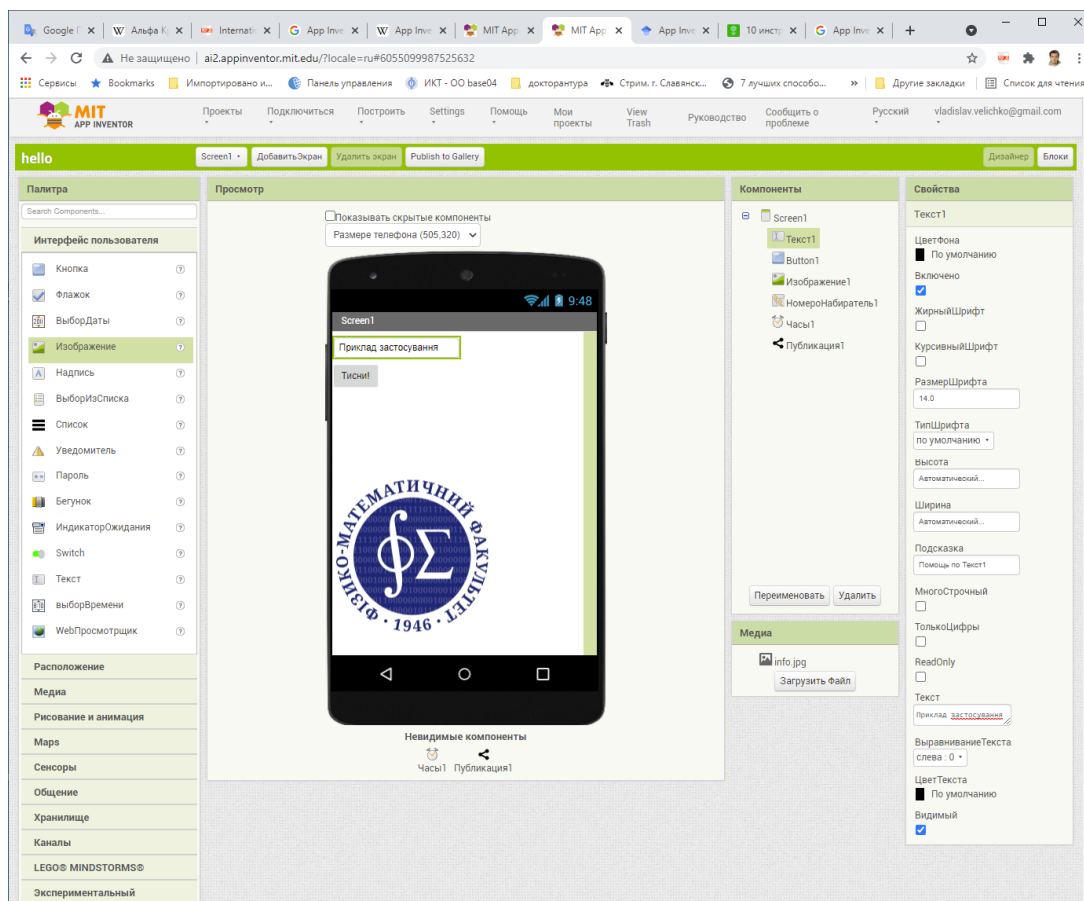 Google П
Альфа К
Internatio
App Inve
App Inve
MIT App
MIT App
App Inve
10 инстр
App Inve
Не защищено | ai2.appinventor.mit.edu/?locale=ru#6055099987525632
Сервисы Bookmarks Импортировано и... Панель управления ИКТ - ОО base04 докторантура Стрим. г. Славянск... 7 лучших способо... » Другие закладки Список для чтения
MIT
APP INVENTOR
Проекты Подключиться Построить Settings Помощь Мои проекты View Trash Руководство Сообщить о проблеме Русский vladislav.velichko@gmail.com
hello Screen1 ДобавитьЭкран Удалить экран Publish to Gallery Дизайнер Блоки
Палитра
Search Components...
Интерфейс пользователя
Кнопка
Флажок
ВыборДаты
Изображение
Надпись
ВыборИзСписка
Список
Уведомитель
Пароль
Бегунок
ИндикаторОжидания
Switch
Текст
выборВремени
WebПросмотрщик
Расположение
Медиа
Рисование и анимация
Maps
Сенсоры
Общение
Хранилище
Каналы
LEGO® MINDSTORMS®
Экспериментальный
Просмотр
Показывать скрытые компоненты
Размере телефона (505,320)
9:48
Screen1
Приклад застосування
Тисни!
ФІЗИКО-МАТЕМАТИЧНИЙ ФАКУЛЬТЕТ
· 1946 ·
Невидимые компоненты
Часы1 Публикация1
Компоненты
Screen1
Текст1
Button1
Изображение1
НомероНабиратель1
Часы1
Публикация1
Переименовать Удалить
Медиа
info.jpg
Загрузить Файл
Свойства
Текст1
ЦветФона
По умолчанию
Включено
ЖирныйШрифт
КурсивныйШрифт
РазмерШрифта
14.0
ТипШрифта
по умолчанию
Высота
Автоматический...
Ширина
Автоматический...
Подсказка
Помощь по Текст1
МногоСтрочный
ТолькоЦифры
ReadOnly
Текст
Приклад застосування
ВыравниваниеТекста
слева : 0
ЦветТекста
По умолчанию
Видимый